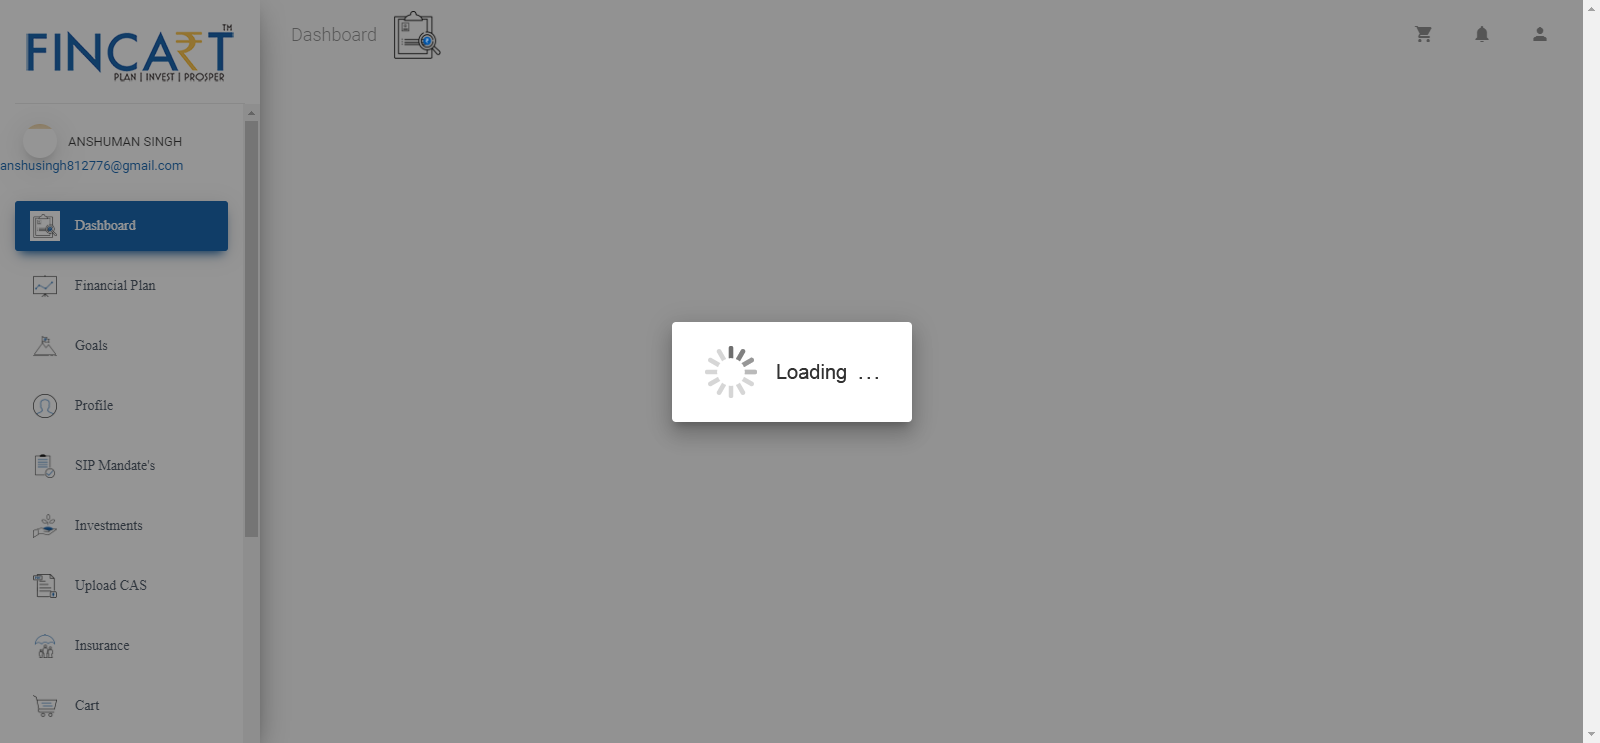 FINCART TM
PLAN | INVEST | PROSPER
Dashboard
ANSHUMAN SINGH
anshusingh812776@gmail.com
Dashboard
Financial Plan
Goals
Profile
SIP Mandate's
Investments
Upload CAS
Insurance
Cart
Loading ...